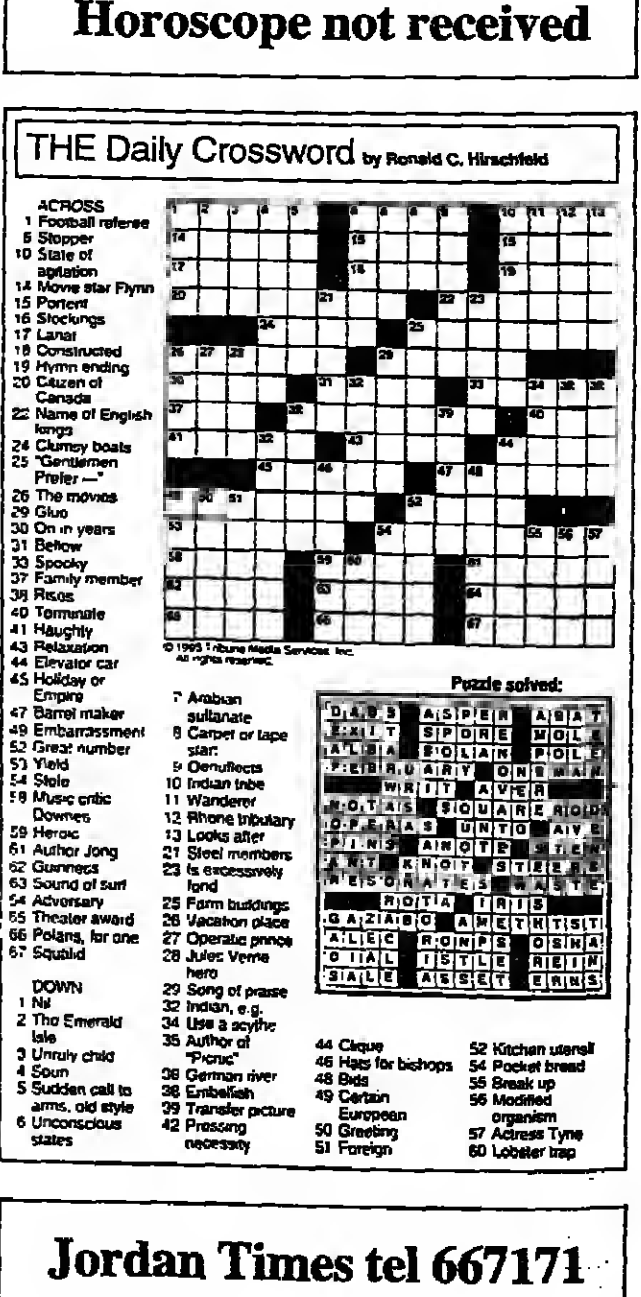 Horoscope not received
THE Daily Crossword by Ronald C. Hirschfeld
ACROSS
1 Football referee
6 Stopper
10 State of
agitation
14 Movie star Flynn
15 Portent
16 Stockings
17 Lanai
18 Constructed
19 Hymn ending
20 Citizen of
Canada
22 Name of English
kings
24 Clumsy boats
25 "Gentlemen
Prefer —"
26 The movies
29 Glue
30 On in years
31 Bellow
33 Spooky
37 Family member
38 Rises
40 Terminate
41 Haughty
43 Relaxation
44 Elevator car
45 Holiday or
Empire
47 Barrel maker
49 Embarrassment
52 Great number
53 Yield
54 Stole
58 Music critic
Downes
59 Heroic
61 Author Jong
62 Guinness
63 Sound of surf
64 Adversary
65 Theater award
66 Polaris, for one
67 Squalid
DOWN
1 Nil
2 The Emerald
Isle
3 Unruly child
4 Soun
5 Sudden call to
arms, old style
6 Unconscious
states
7 Arabian
sultanate
8 Carpet or tape
start
9 Genuflects
10 Indian tribe
11 Wanderer
12 Rhone tributary
13 Looks after
21 Steel members
23 Is excessively
fond
25 Farm buildings
26 Vacation place
27 Operatic prince
28 Jules Verne
hero
29 Song of praise
32 Indian, e.g.
34 Use a scythe
35 Author of
"Picnic"
36 German river
38 Embellish
39 Transfer picture
42 Pressing
necessity
44 Clique
46 Hats for bishops
48 Bids
49 Certain
European
50 Greeting
51 Foreign
52 Kitchen utensil
54 Pocket bread
55 Break up
56 Modified
organism
57 Actress Tyne
60 Lobster trap
© 1995 Tribune Media Services, Inc.
All rights reserved.
Puzzle solved:
Jordan Times tel 667171